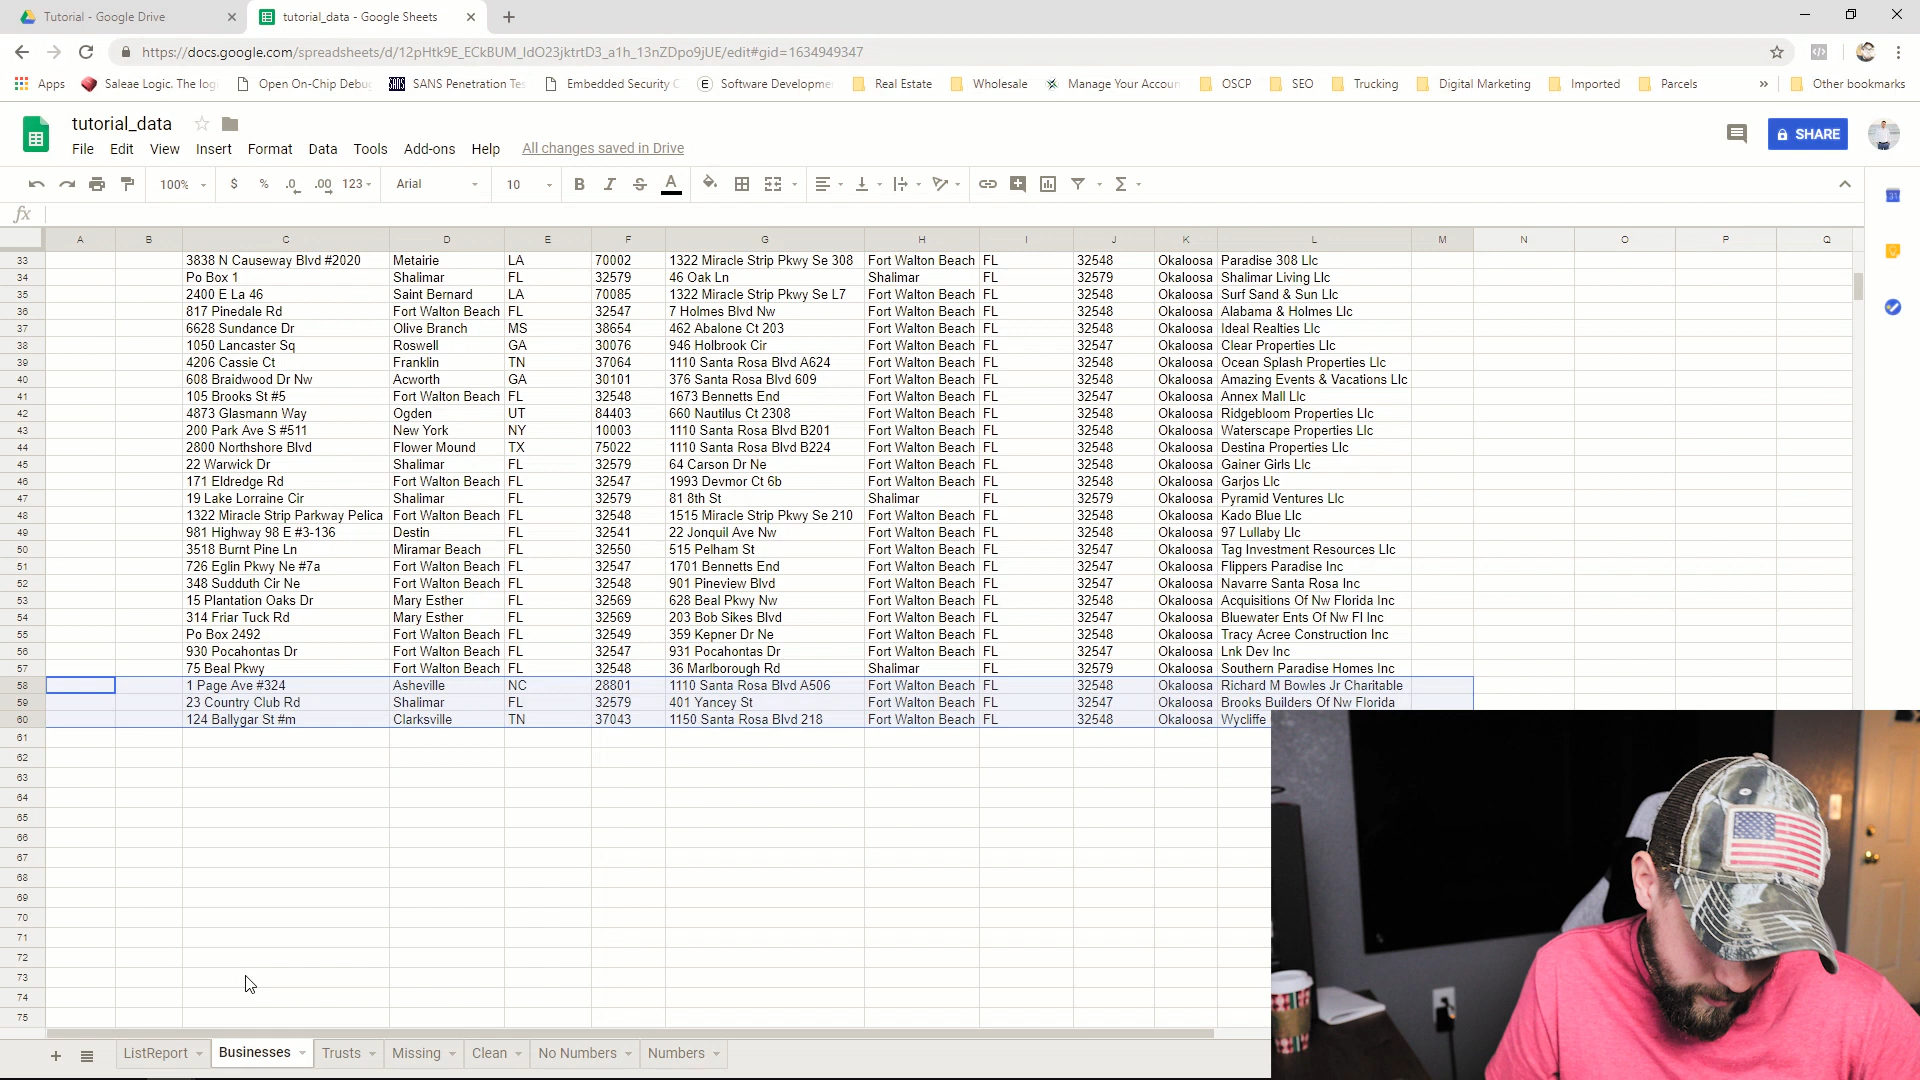 Tutorial - Google Drive
tutorial_data - Google Sheets
https://docs.google.com/spreadsheets/d/12pHtk9E_ECkBUM_ldO23jktrtD3_a1h_13nZDpo9jUE/edit#gid=1634949347
Apps Saleae Logic. The log Open On-Chip Debug SANS Penetration Tes Embedded Security C Software Developme Real Estate Wholesale Manage Your Accoun OSCP SEO Trucking Digital Marketing Imported Parcels » Other bookmarks
tutorial_data
SHARE
File Edit View Insert Format Data Tools Add-ons Help All changes saved in Drive
100% $ % .0 .00 123 Arial 10 B I S A Σ
fx
A B C D E F G H I J K L M N O P Q
33 3838 N Causeway Blvd #2020 Metairie LA 70002 1322 Miracle Strip Pkwy Se 308 Fort Walton Beach FL 32548 Okaloosa Paradise 308 Llc
34 Po Box 1 Shalimar FL 32579 46 Oak Ln Shalimar FL 32579 Okaloosa Shalimar Living Llc
35 2400 E La 46 Saint Bernard LA 70085 1322 Miracle Strip Pkwy Se L7 Fort Walton Beach FL 32548 Okaloosa Surf Sand & Sun Llc
36 817 Pinedale Rd Fort Walton Beach FL 32547 7 Holmes Blvd Nw Fort Walton Beach FL 32548 Okaloosa Alabama & Holmes Llc
37 6628 Sundance Dr Olive Branch MS 38654 462 Abalone Ct 203 Fort Walton Beach FL 32548 Okaloosa Ideal Realties Llc
38 1050 Lancaster Sq Roswell GA 30076 946 Holbrook Cir Fort Walton Beach FL 32547 Okaloosa Clear Properties Llc
39 4206 Cassie Ct Franklin TN 37064 1110 Santa Rosa Blvd A624 Fort Walton Beach FL 32548 Okaloosa Ocean Splash Properties Llc
40 608 Braidwood Dr Nw Acworth GA 30101 376 Santa Rosa Blvd 609 Fort Walton Beach FL 32548 Okaloosa Amazing Events & Vacations Llc
41 105 Brooks St #5 Fort Walton Beach FL 32548 1673 Bennetts End Fort Walton Beach FL 32547 Okaloosa Annex Mall Llc
42 4873 Glasmann Way Ogden UT 84403 660 Nautilus Ct 2308 Fort Walton Beach FL 32548 Okaloosa Ridgebloom Properties Llc
43 200 Park Ave S #511 New York NY 10003 1110 Santa Rosa Blvd B201 Fort Walton Beach FL 32548 Okaloosa Waterscape Properties Llc
44 2800 Northshore Blvd Flower Mound TX 75022 1110 Santa Rosa Blvd B224 Fort Walton Beach FL 32548 Okaloosa Destina Properties Llc
45 22 Warwick Dr Shalimar FL 32579 64 Carson Dr Ne Fort Walton Beach FL 32548 Okaloosa Gainer Girls Llc
46 171 Eldredge Rd Fort Walton Beach FL 32547 1993 Devmor Ct 6b Fort Walton Beach FL 32547 Okaloosa Garjos Llc
47 19 Lake Lorraine Cir Shalimar FL 32579 81 8th St Shalimar FL 32579 Okaloosa Pyramid Ventures Llc
48 1322 Miracle Strip Parkway Pelica Fort Walton Beach FL 32548 1515 Miracle Strip Pkwy Se 210 Fort Walton Beach FL 32548 Okaloosa Kado Blue Llc
49 981 Highway 98 E #3-136 Destin FL 32541 22 Jonquil Ave Nw Fort Walton Beach FL 32548 Okaloosa 97 Lullaby Llc
50 3518 Burnt Pine Ln Miramar Beach FL 32550 515 Pelham St Fort Walton Beach FL 32547 Okaloosa Tag Investment Resources Llc
51 726 Eglin Pkwy Ne #7a Fort Walton Beach FL 32547 1701 Bennetts End Fort Walton Beach FL 32547 Okaloosa Flippers Paradise Inc
52 348 Sudduth Cir Ne Fort Walton Beach FL 32548 901 Pineview Blvd Fort Walton Beach FL 32547 Okaloosa Navarre Santa Rosa Inc
53 15 Plantation Oaks Dr Mary Esther FL 32569 628 Beal Pkwy Nw Fort Walton Beach FL 32548 Okaloosa Acquisitions Of Nw Florida Inc
54 314 Friar Tuck Rd Mary Esther FL 32569 203 Bob Sikes Blvd Fort Walton Beach FL 32547 Okaloosa Bluewater Ents Of Nw Fl Inc
55 Po Box 2492 Fort Walton Beach FL 32549 359 Kepner Dr Ne Fort Walton Beach FL 32548 Okaloosa Tracy Acree Construction Inc
56 930 Pocahontas Dr Fort Walton Beach FL 32547 931 Pocahontas Dr Fort Walton Beach FL 32547 Okaloosa Lnk Dev Inc
57 75 Beal Pkwy Fort Walton Beach FL 32548 36 Marlborough Rd Shalimar FL 32579 Okaloosa Southern Paradise Homes Inc
58 1 Page Ave #324 Asheville NC 28801 1110 Santa Rosa Blvd A506 Fort Walton Beach FL 32548 Okaloosa Richard M Bowles Jr Charitable
59 23 Country Club Rd Shalimar FL 32579 401 Yancey St Fort Walton Beach FL 32547 Okaloosa Brooks Builders Of Nw Florida
60 124 Ballygar St #m Clarksville TN 37043 1150 Santa Rosa Blvd 218 Fort Walton Beach FL 32548 Okaloosa Wycliffe
61
62
63
64
65
66
67
68
69
70
71
72
73
74
75
+ ListReport Businesses Trusts Missing Clean No Numbers Numbers